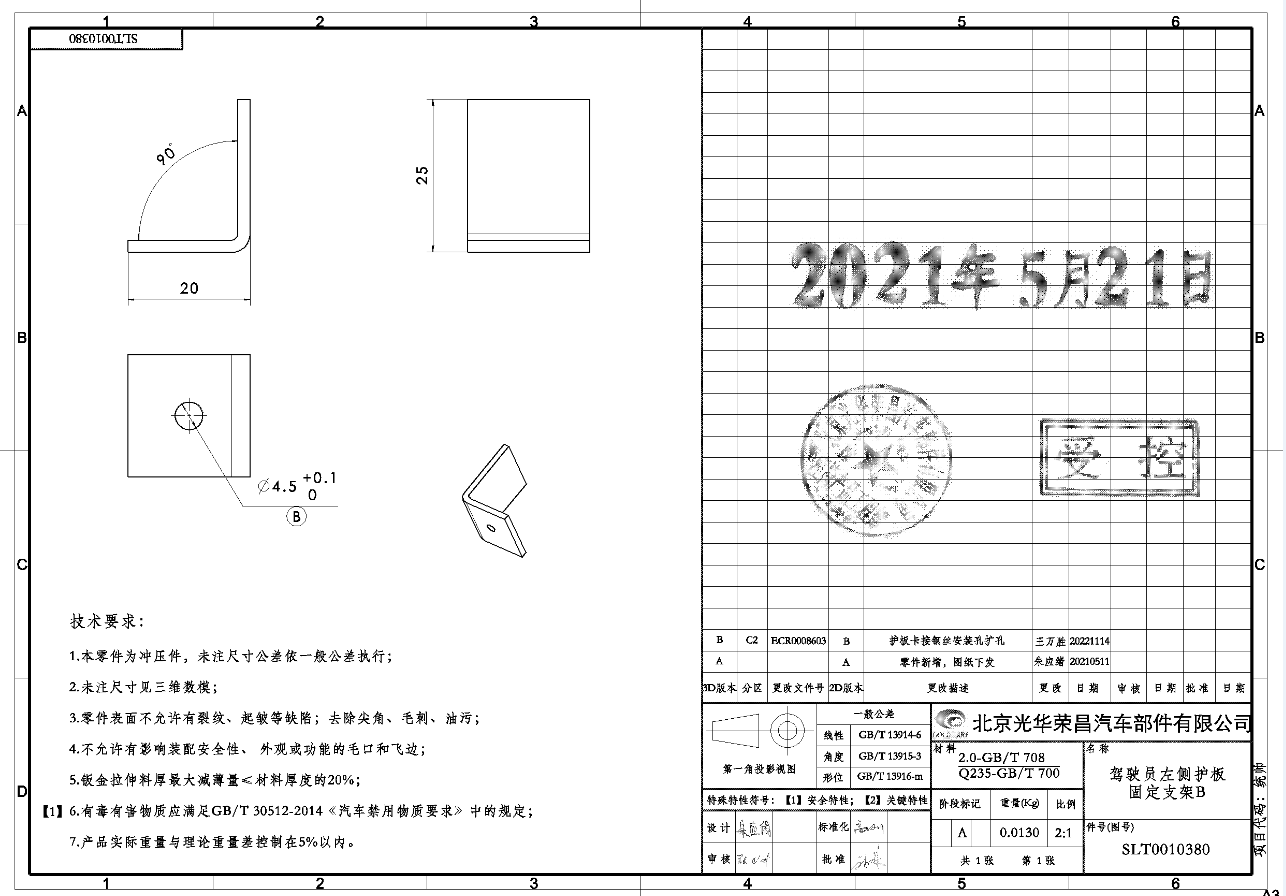 1 2 3 4 5 6
SLT0010380
A A
90°
25
20
2021年5月21日
B B
Ø4.5 +0.1
0
B
受控
C C
技术要求：
1.本零件为冲压件，未注尺寸公差依一般公差执行；
2.未注尺寸见三维数模；
3.零件表面不允许有裂纹、起皱等缺陷；去除尖角、毛刺、油污；
4.不允许有影响装配安全性、外观或功能的毛口和飞边；
5.钣金拉伸料厚最大减薄量≤材料厚度的20%；
【1】6.有毒有害物质应满足GB/T 30512-2014《汽车禁用物质要求》中的规定；
7.产品实际重量与理论重量差控制在5%以内。
D D
B C2 ECR0008603 B 护板卡接钢丝安装孔扩孔 王万胜 20221114
A A 零件新增，图纸下发 20210511
3D版本 分区 更改文件号 2D版本 更改描述 更改 日期 审核 日期 批准 日期
第一角投影视图
一般公差
线性 GB/T 13914-6
角度 GB/T 13915-3
形位 GB/T 13916-m
特殊特性符号：【1】安全特性；【2】关键特性
设计 标准化
审核 批准
北京光华荣昌汽车部件有限公司
材料
2.0-GB/T 708
Q235-GB/T 700
名称
驾驶员左侧护板
固定支架B
阶段标记 重量(Kg) 比例
A 0.0130 2:1
共 1 张 第 1 张
件号(图号)
SLT0010380
项目代码：统帅
1 2 3 4 5 6
A3